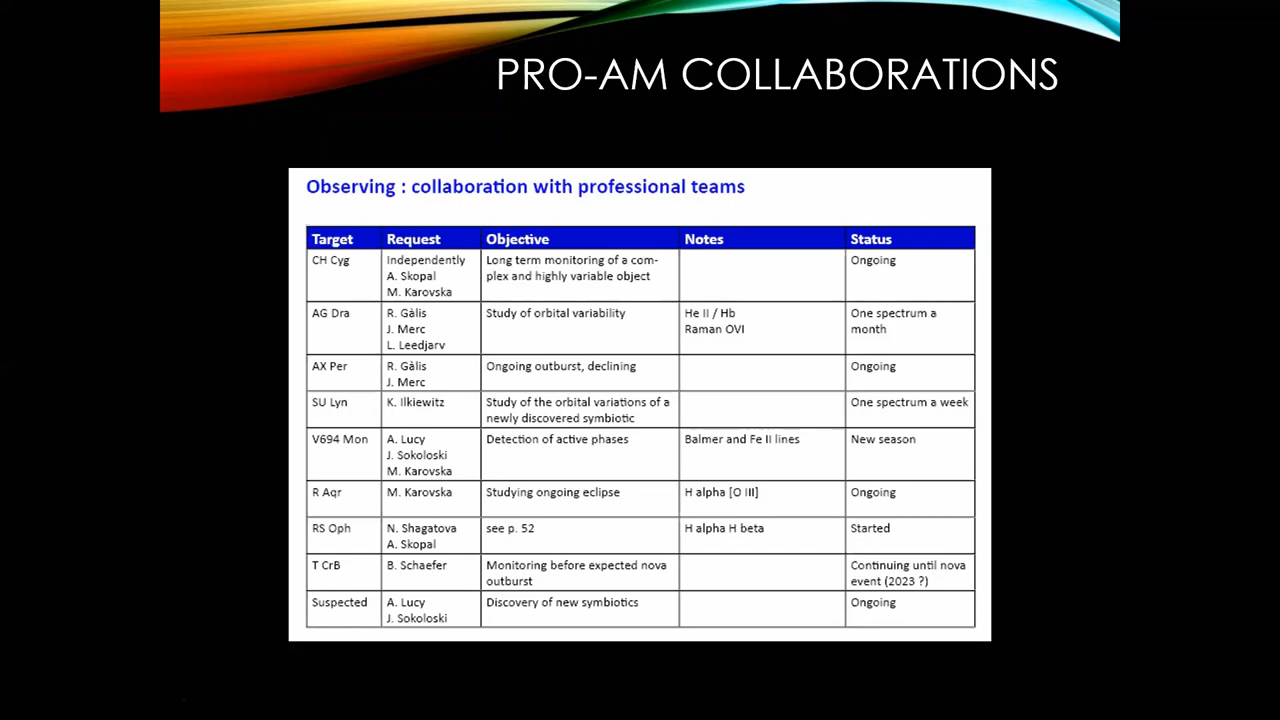 PRO-AM COLLABORATIONS
Observing : collaboration with professional teams
Target Request Objective Notes Status
CH Cyg Independently Long term monitoring of a com- Ongoing
A. Skopal plex and highly variable object
M. Karovska
AG Dra R. Gàlis Study of orbital variability He II / Hb One spectrum a
J. Merc Raman OVI month
L. Leedjarv
AX Per R. Gàlis Ongoing outburst, declining Ongoing
J. Merc
SU Lyn K. Ilkiewitz Study of the orbital variations of a One spectrum a week
newly discovered symbiotic
V694 Mon A. Lucy Detection of active phases Balmer and Fe II lines New season
J. Sokoloski
M. Karovska
R Aqr M. Karovska Studying ongoing eclipse H alpha [O III] Ongoing
RS Oph N. Shagatova see p. 52 H alpha H beta Started
A. Skopal
T CrB B. Schaefer Monitoring before expected nova Continuing until nova
outburst event (2023 ?)
Suspected A. Lucy Discovery of new symbiotics Ongoing
J. Sokoloski